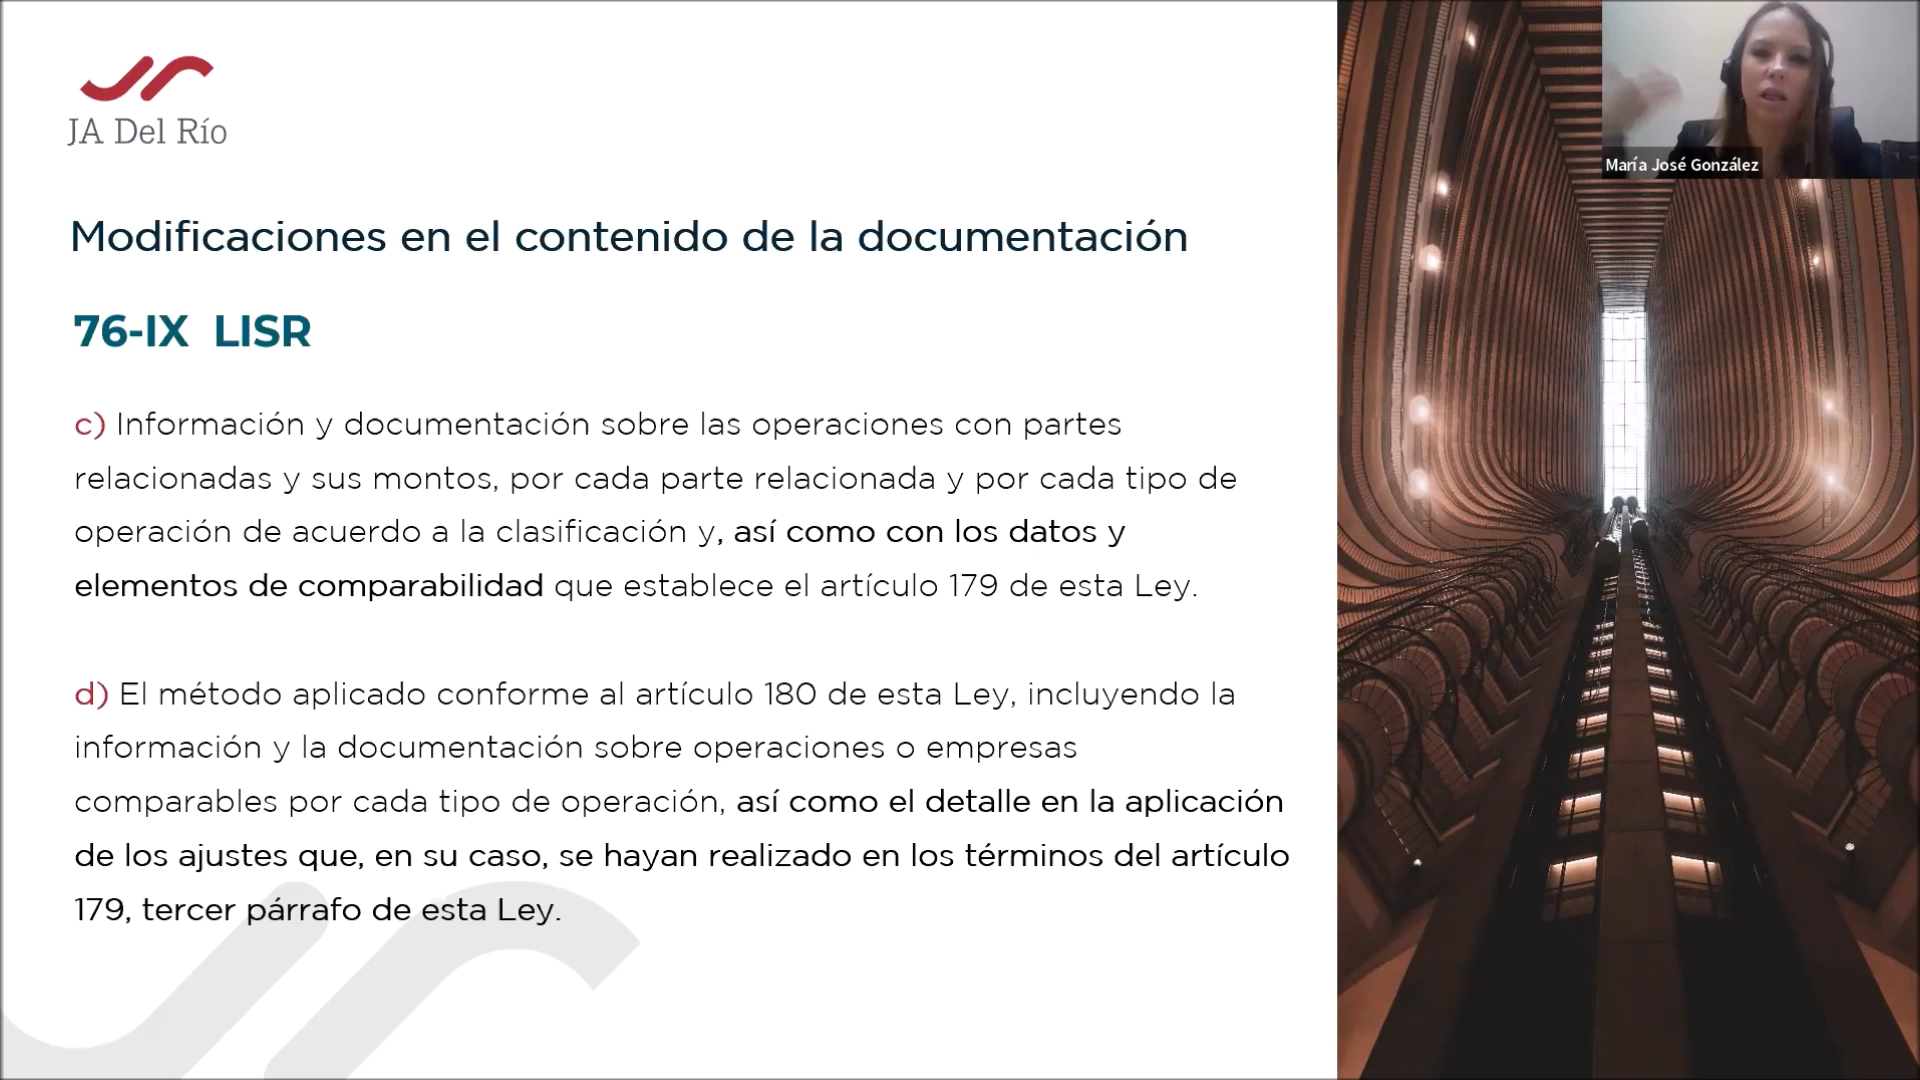 JA Del Río
María José González
Modificaciones en el contenido de la documentación
76-IX LISR
c) Información y documentación sobre las operaciones con partes
relacionadas y sus montos, por cada parte relacionada y por cada tipo de
operación de acuerdo a la clasificación y, así como con los datos y
elementos de comparabilidad que establece el artículo 179 de esta Ley.
d) El método aplicado conforme al artículo 180 de esta Ley, incluyendo la
información y la documentación sobre operaciones o empresas
comparables por cada tipo de operación, así como el detalle en la aplicación
de los ajustes que, en su caso, se hayan realizado en los términos del artículo
179, tercer párrafo de esta Ley.